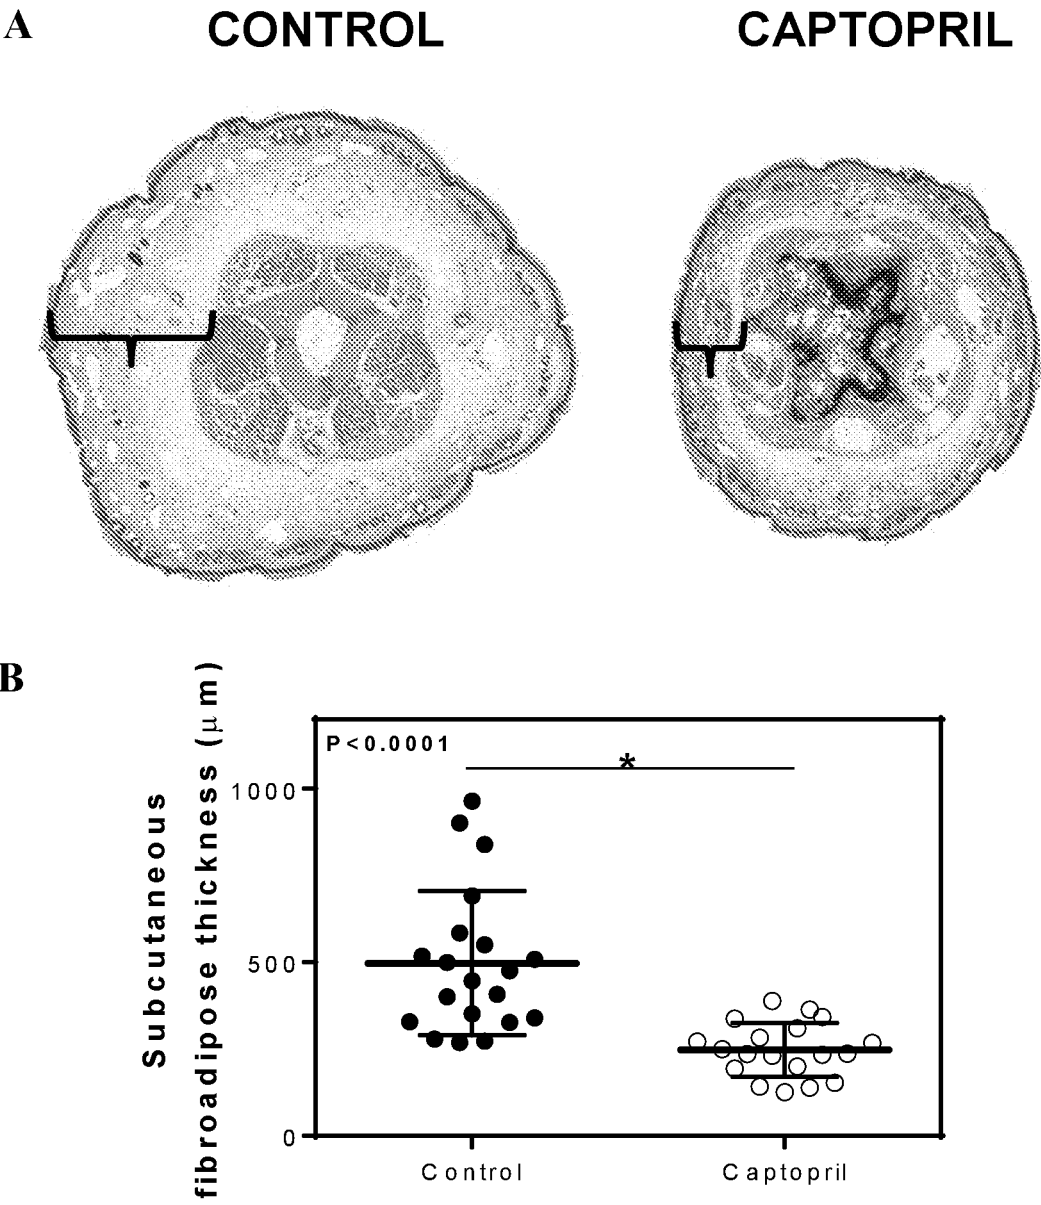 A
CONTROL
CAPTOPRIL
B
Subcutaneous
fibroadipose thickness (μm)
P<0.0001
*
1000
500
0
Control
Captopril